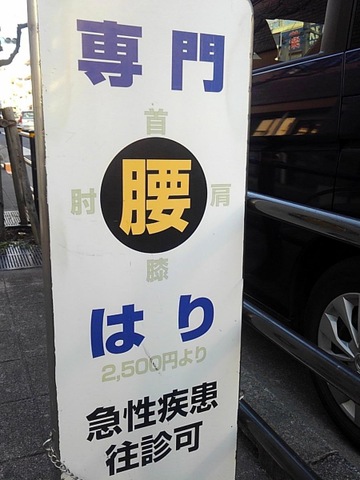 専門
首
肘 腰 肩
膝
はり
2,500円より
急性疾患
往診可